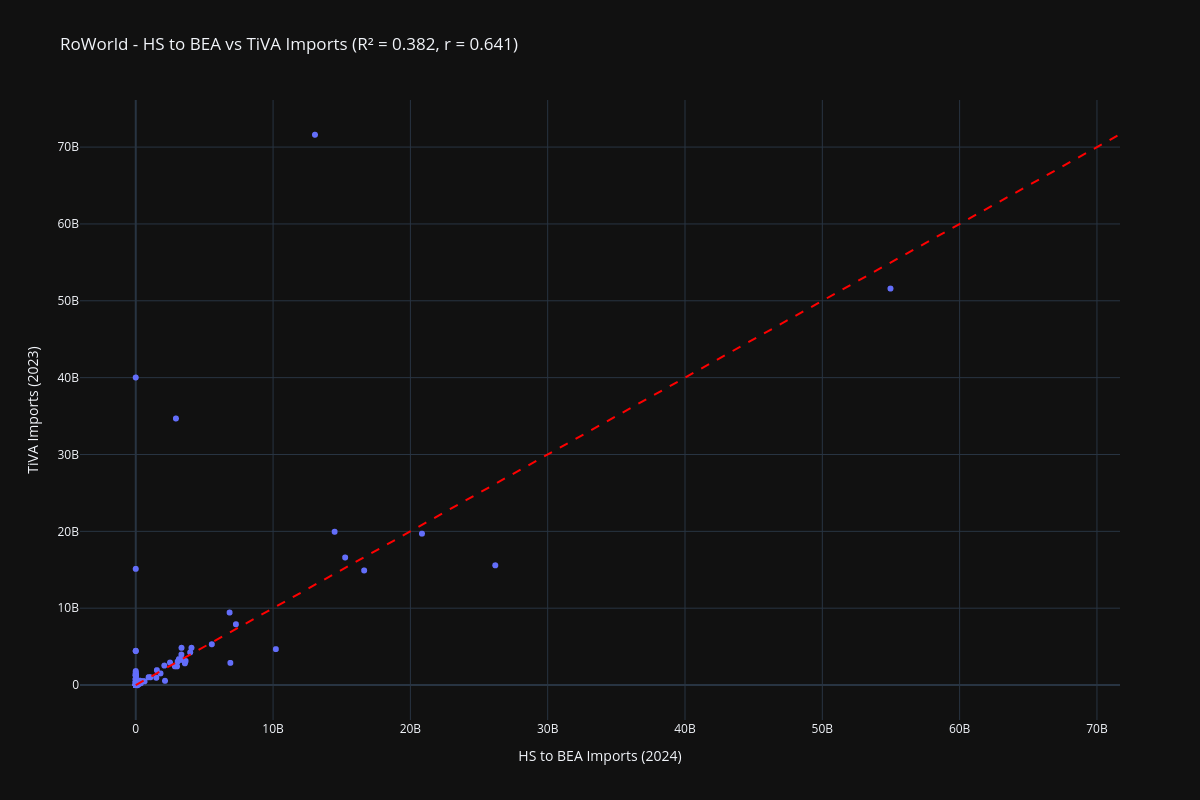 RoWorld - HS to BEA vs TiVA Imports (R² = 0.382, r = 0.641)
70B
60B
50B
40B
30B
20B
10B
0
TiVA Imports (2023)
0 10B 20B 30B 40B 50B 60B 70B
HS to BEA Imports (2024)